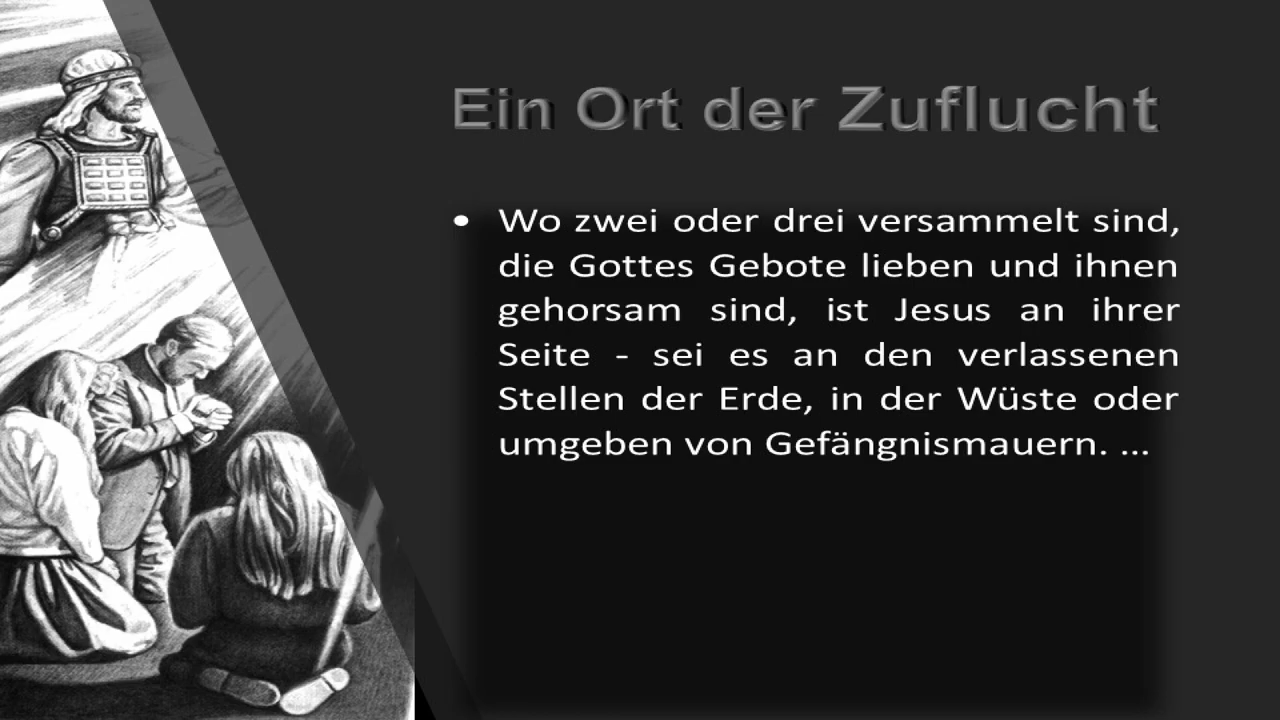 Ein Ort der Zuflucht
• Wo zwei oder drei versammelt sind,
die Gottes Gebote lieben und ihnen
gehorsam sind, ist Jesus an ihrer
Seite - sei es an den verlassenen
Stellen der Erde, in der Wüste oder
umgeben von Gefängnismauern. ...